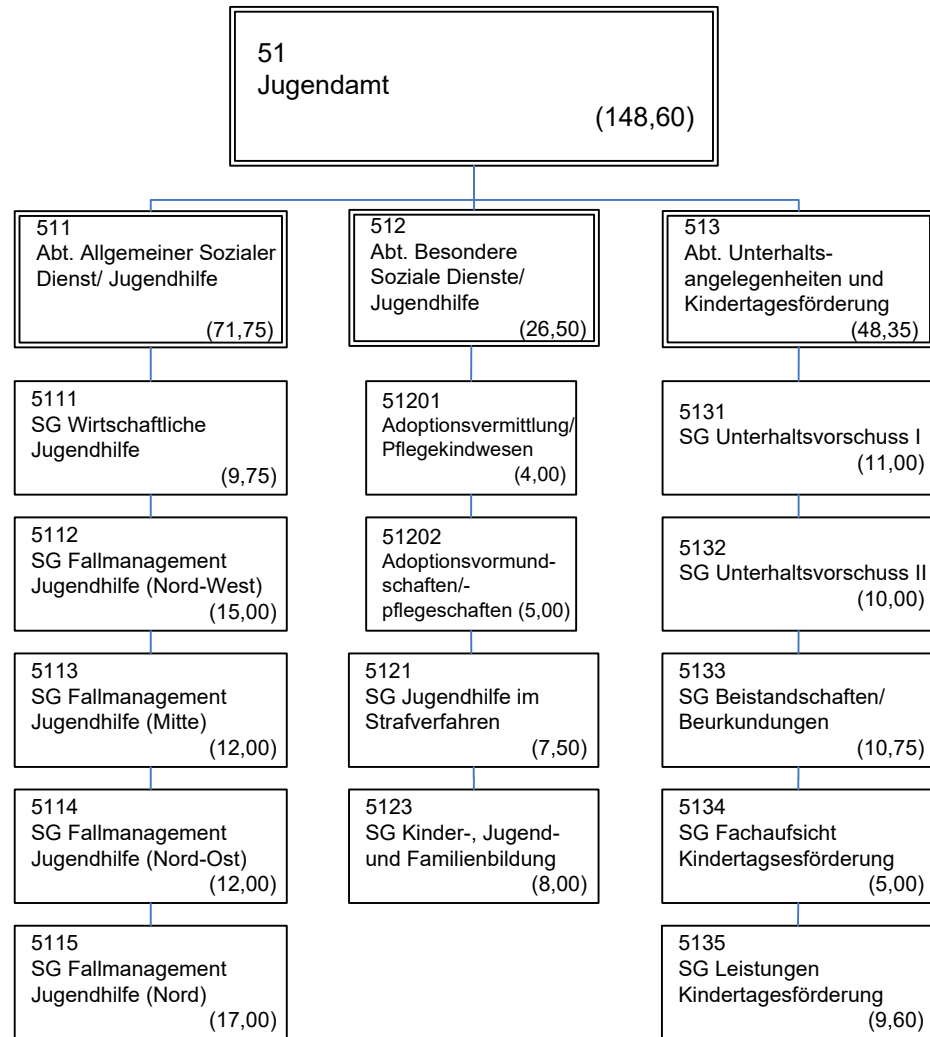 51
Jugendamt
(148,60)
511
Abt. Allgemeiner Sozialer
Dienst/ Jugendhilfe
(71,75)
512
Abt. Besondere
Soziale Dienste/
Jugendhilfe
(26,50)
513
Abt. Unterhalts-
angelegenheiten und
Kindertagesförderung
(48,35)
5111
SG Wirtschaftliche
Jugendhilfe
(9,75)
51201
Adoptionsvermittlung/
Pflegekindwesen
(4,00)
5131
SG Unterhaltsvorschuss I
(11,00)
5112
SG Fallmanagement
Jugendhilfe (Nord-West)
(15,00)
51202
Adoptionsvormund-
schaften/-
pflegeschaften (5,00)
5132
SG Unterhaltsvorschuss II
(10,00)
5113
SG Fallmanagement
Jugendhilfe (Mitte)
(12,00)
5121
SG Jugendhilfe im
Strafverfahren
(7,50)
5133
SG Beistandschaften/
Beurkundungen
(10,75)
5114
SG Fallmanagement
Jugendhilfe (Nord-Ost)
(12,00)
5123
SG Kinder-, Jugend-
und Familienbildung
(8,00)
5134
SG Fachaufsicht
Kindertagsesförderung
(5,00)
5115
SG Fallmanagement
Jugendhilfe (Nord)
(17,00)
5135
SG Leistungen
Kindertagesförderung
(9,60)